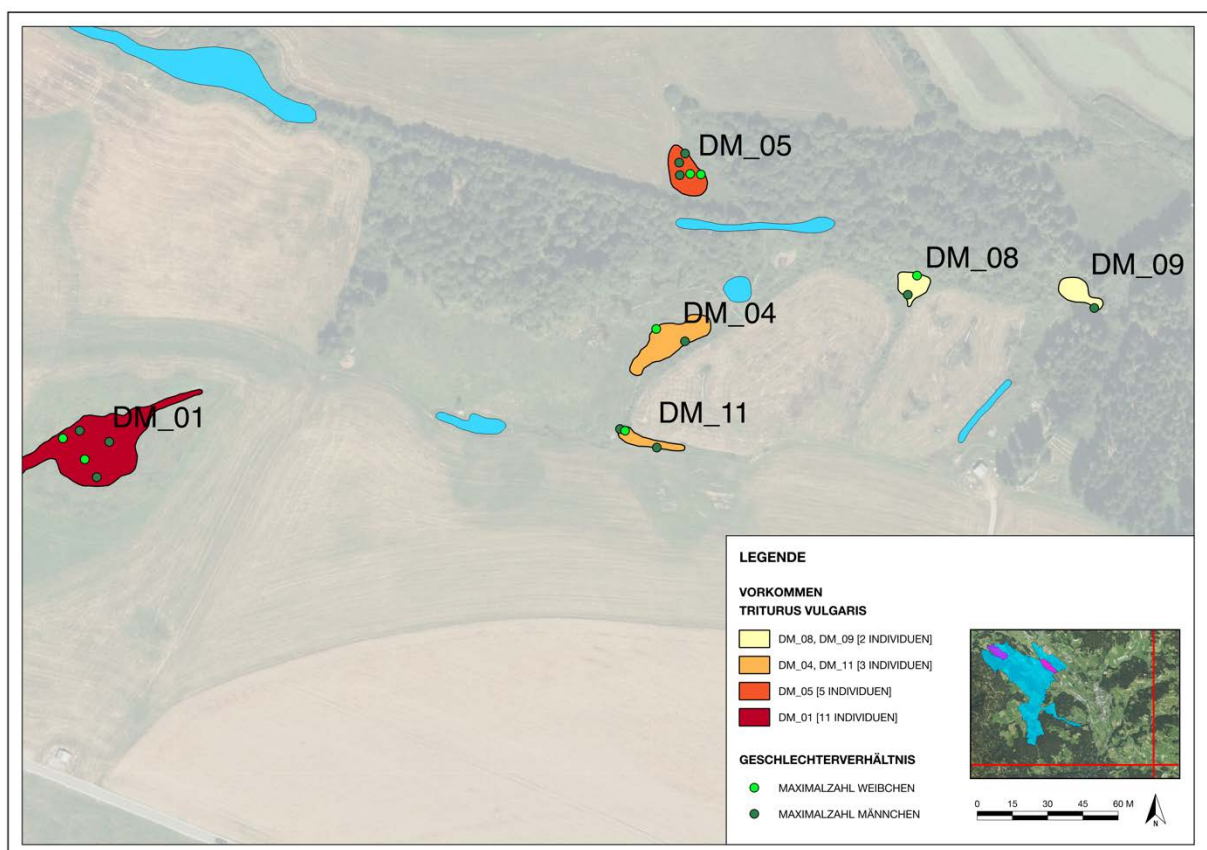 DM_05
DM_08
DM_09
DM_04
DM_01
DM_11
LEGENDE
VORKOMMEN
TRITURUS VULGARIS
DM_08, DM_09 [2 INDIVIDUEN]
DM_04, DM_11 [3 INDIVIDUEN]
DM_05 [5 INDIVIDUEN]
DM_01 [11 INDIVIDUEN]
GESCHLECHTERVERHÄLTNIS
MAXIMALZAHL WEIBCHEN
MAXIMALZAHL MÄNNCHEN
0 15 30 45 60 M
N